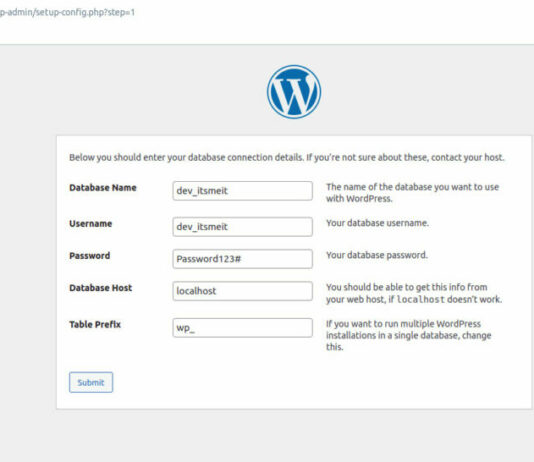 p-admin/setup-config.php?step=1
Below you should enter your database connection details. If you're not sure about these, contact your host.
Database Name
dev_itsmeit
The name of the database you want to use
with WordPress.
Username
dev_itsmeit
Your database username.
Password
Password123#
Your database password.
Database Host
localhost
You should be able to get this info from
your web host, if localhost doesn't work.
Table Prefix
wp_
If you want to run multiple WordPress
installations in a single database, change
this.
Submit